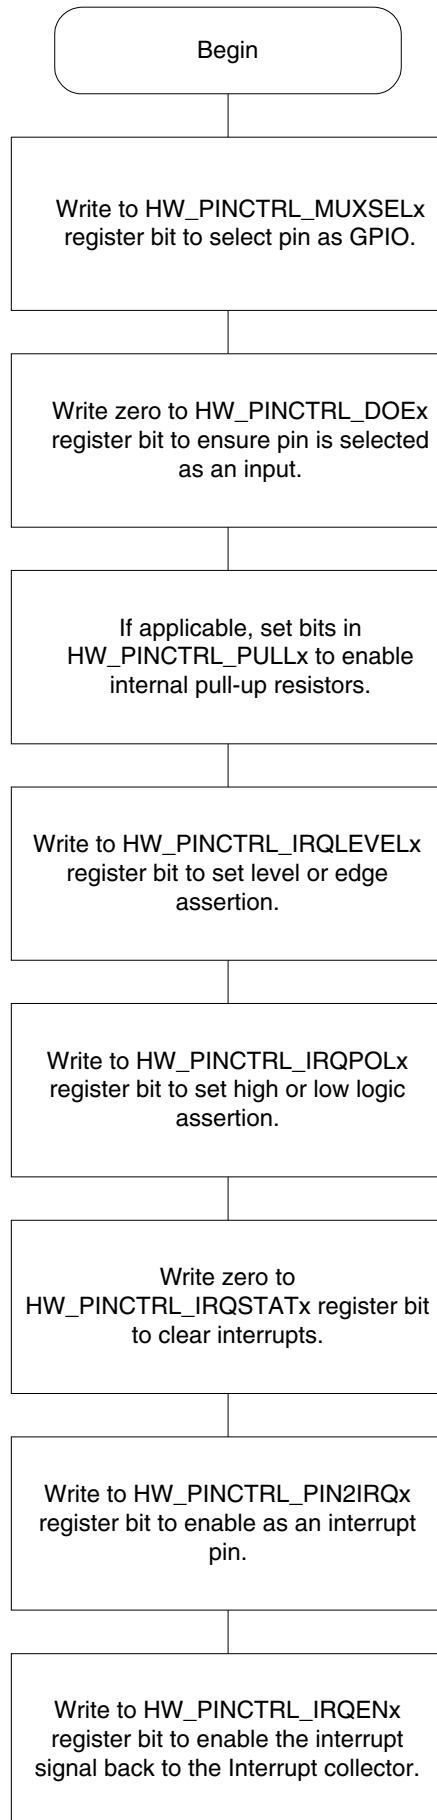 Begin
Write to HW_PINCTRL_MUXSELx
register bit to select pin as GPIO.
Write zero to HW_PINCTRL_DOEx
register bit to ensure pin is selected
as an input.
If applicable, set bits in
HW_PINCTRL_PULLx to enable
internal pull-up resistors.
Write to HW_PINCTRL_IRQLEVELx
register bit to set level or edge
assertion.
Write to HW_PINCTRL_IRQPOLx
register bit to set high or low logic
assertion.
Write zero to
HW_PINCTRL_IRQSTATx register bit
to clear interrupts.
Write to HW_PINCTRL_PIN2IRQx
register bit to enable as an interrupt
pin.
Write to HW_PINCTRL_IRQENx
register bit to enable the interrupt
signal back to the Interrupt collector.